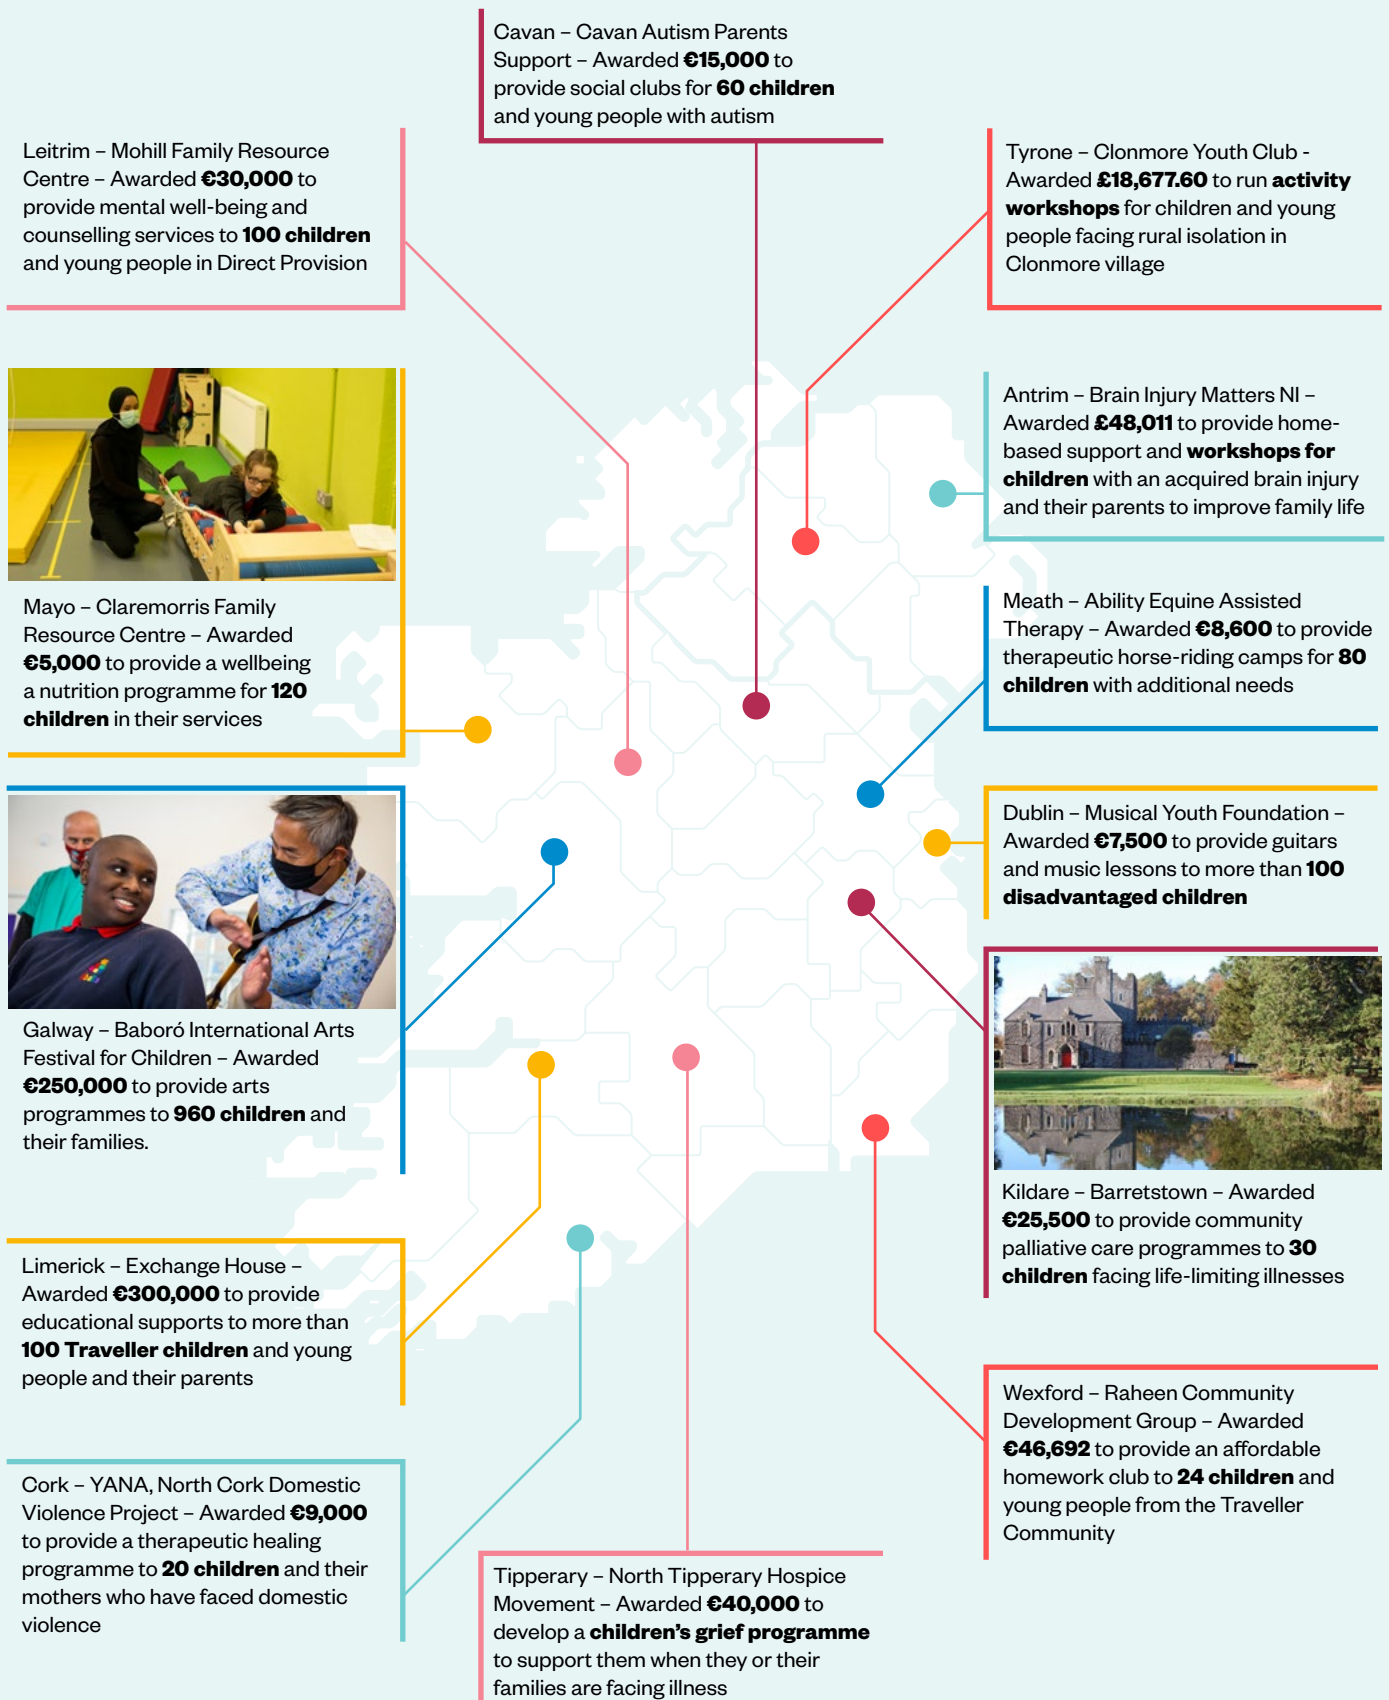 Cavan – Cavan Autism Parents
Support – Awarded €15,000 to
provide social clubs for 60 children
and young people with autism
Leitrim – Mohill Family Resource
Centre – Awarded €30,000 to
provide mental well-being and
counselling services to 100 children
and young people in Direct Provision
Tyrone – Clonmore Youth Club -
Awarded £18,677.60 to run activity
workshops for children and young
people facing rural isolation in
Clonmore village
Antrim – Brain Injury Matters NI –
Awarded £48,011 to provide home-
based support and workshops for
children with an acquired brain injury
and their parents to improve family life
Mayo – Claremorris Family
Resource Centre – Awarded
€5,000 to provide a wellbeing
a nutrition programme for 120
children in their services
Meath – Ability Equine Assisted
Therapy – Awarded €8,600 to provide
therapeutic horse-riding camps for 80
children with additional needs
Dublin – Musical Youth Foundation –
Awarded €7,500 to provide guitars
and music lessons to more than 100
disadvantaged children
Galway – Baboró International Arts
Festival for Children – Awarded
€250,000 to provide arts
programmes to 960 children and
their families.
Kildare – Barretstown – Awarded
€25,500 to provide community
palliative care programmes to 30
children facing life-limiting illnesses
Limerick – Exchange House –
Awarded €300,000 to provide
educational supports to more than
100 Traveller children and young
people and their parents
Wexford – Raheen Community
Development Group – Awarded
€46,692 to provide an affordable
homework club to 24 children and
young people from the Traveller
Community
Cork – YANA, North Cork Domestic
Violence Project – Awarded €9,000
to provide a therapeutic healing
programme to 20 children and their
mothers who have faced domestic
violence
Tipperary – North Tipperary Hospice
Movement – Awarded €40,000 to
develop a children's grief programme
to support them when they or their
families are facing illness